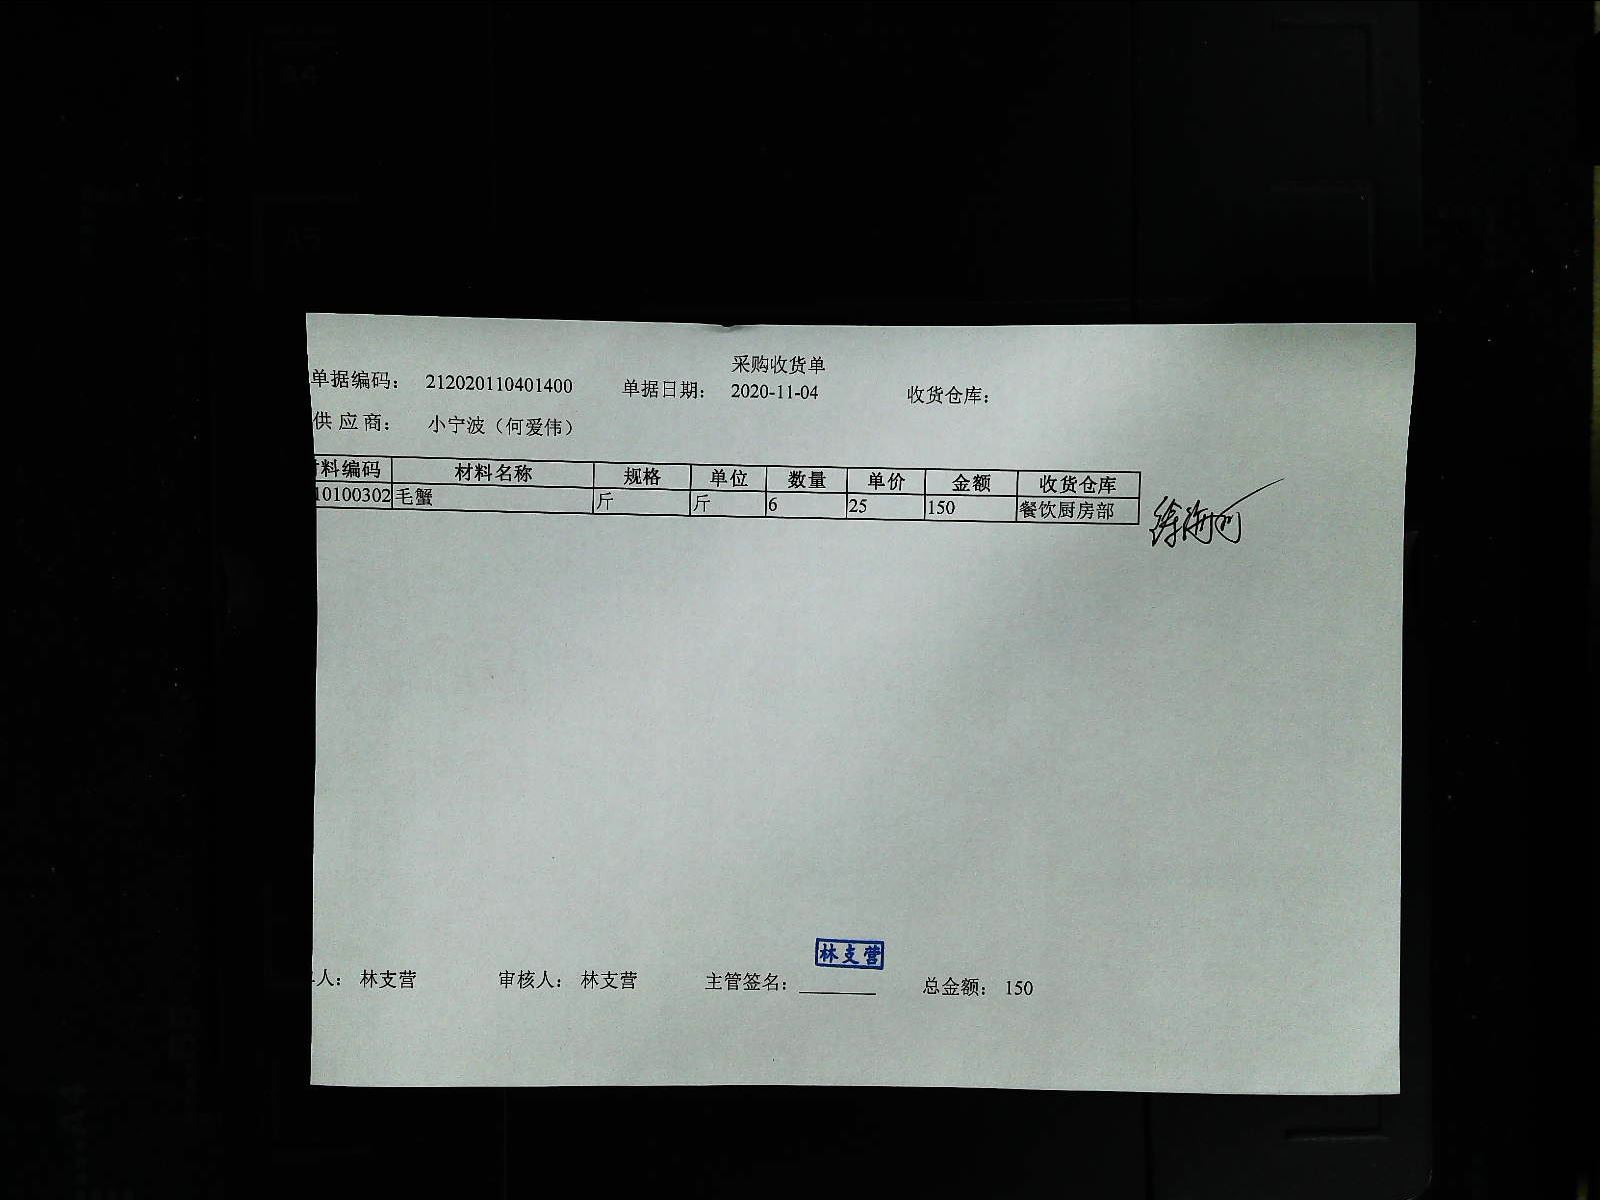 采购收货单
单据编码： 212020110401400 单据日期： 2020-11-04 收货仓库：
供应商： 小宁波（何爱伟）
料编码 材料名称 规格 单位 数量 单价 金额 收货仓库
10100302 毛蟹 斤 斤 6 25 150 餐饮厨房部
林支营
人： 林支营 审核人： 林支营 主管签名： 总金额： 150